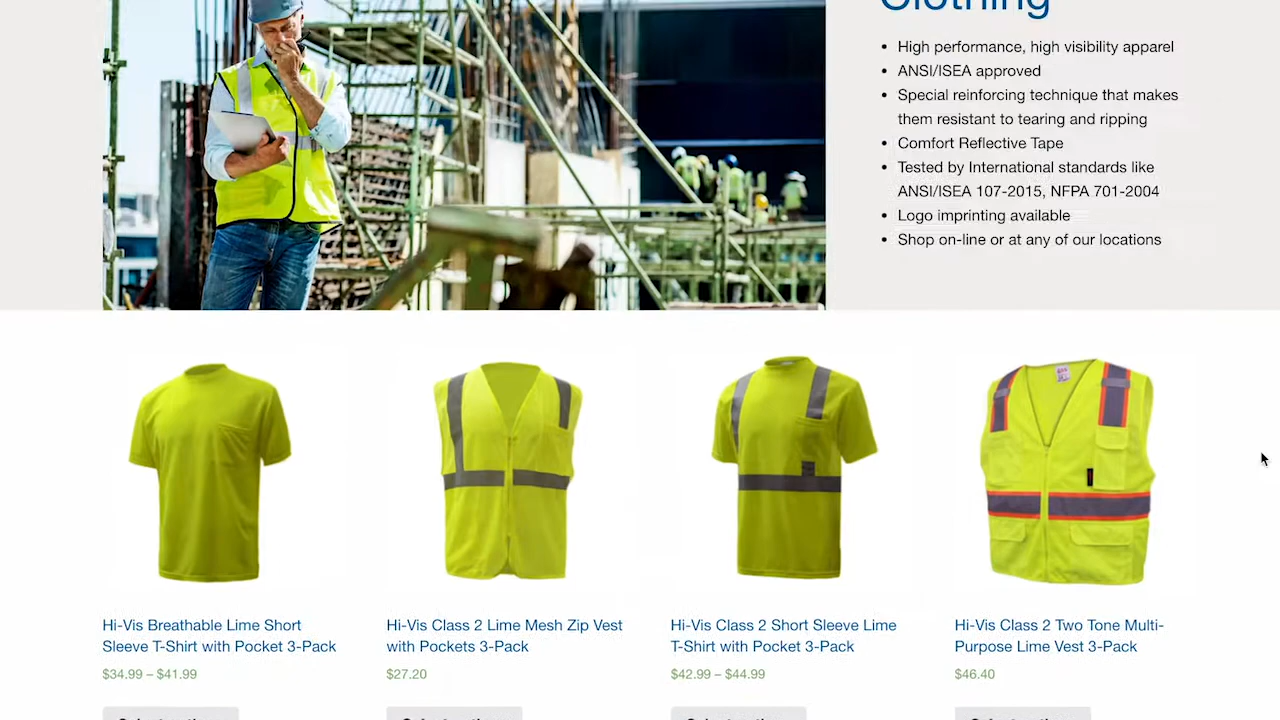 Clothing
High performance, high visibility apparel
ANSI/ISEA approved
Special reinforcing technique that makes
them resistant to tearing and ripping
Comfort Reflective Tape
Tested by International standards like
ANSI/ISEA 107-2015, NFPA 701-2004
Logo imprinting available
Shop on-line or at any of our locations
Hi-Vis Breathable Lime Short
Sleeve T-Shirt with Pocket 3-Pack
$34.99 – $41.99
Hi-Vis Class 2 Lime Mesh Zip Vest
with Pockets 3-Pack
$27.20
Hi-Vis Class 2 Short Sleeve Lime
T-Shirt with Pocket 3-Pack
$42.99 – $44.99
Hi-Vis Class 2 Two Tone Multi-
Purpose Lime Vest 3-Pack
$46.40